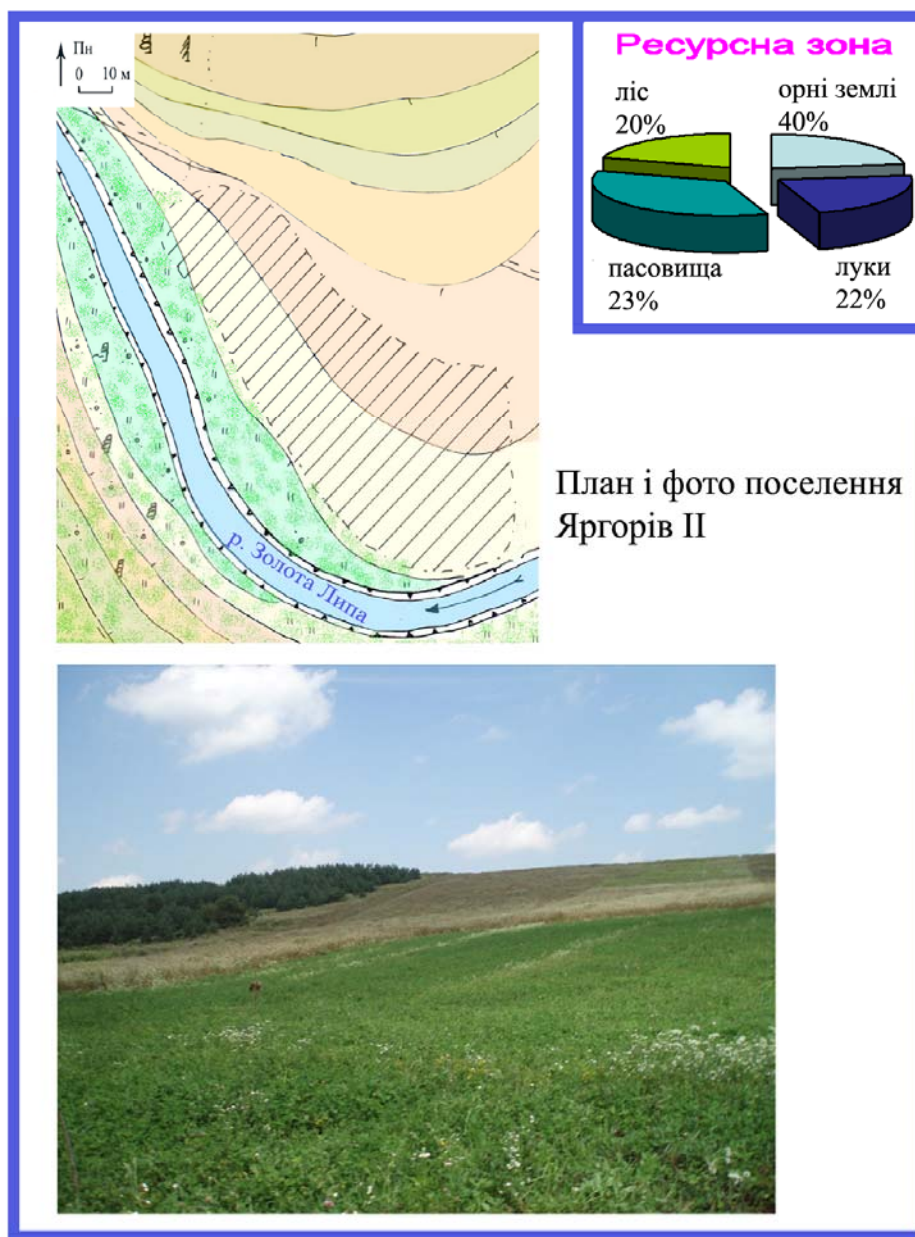 Пн
0 10 м
р. Золота Липа
Ресурсна зона
ліс
20%
орні землі
40%
пасовища
23%
луки
22%
План і фото поселення
Яргорів II